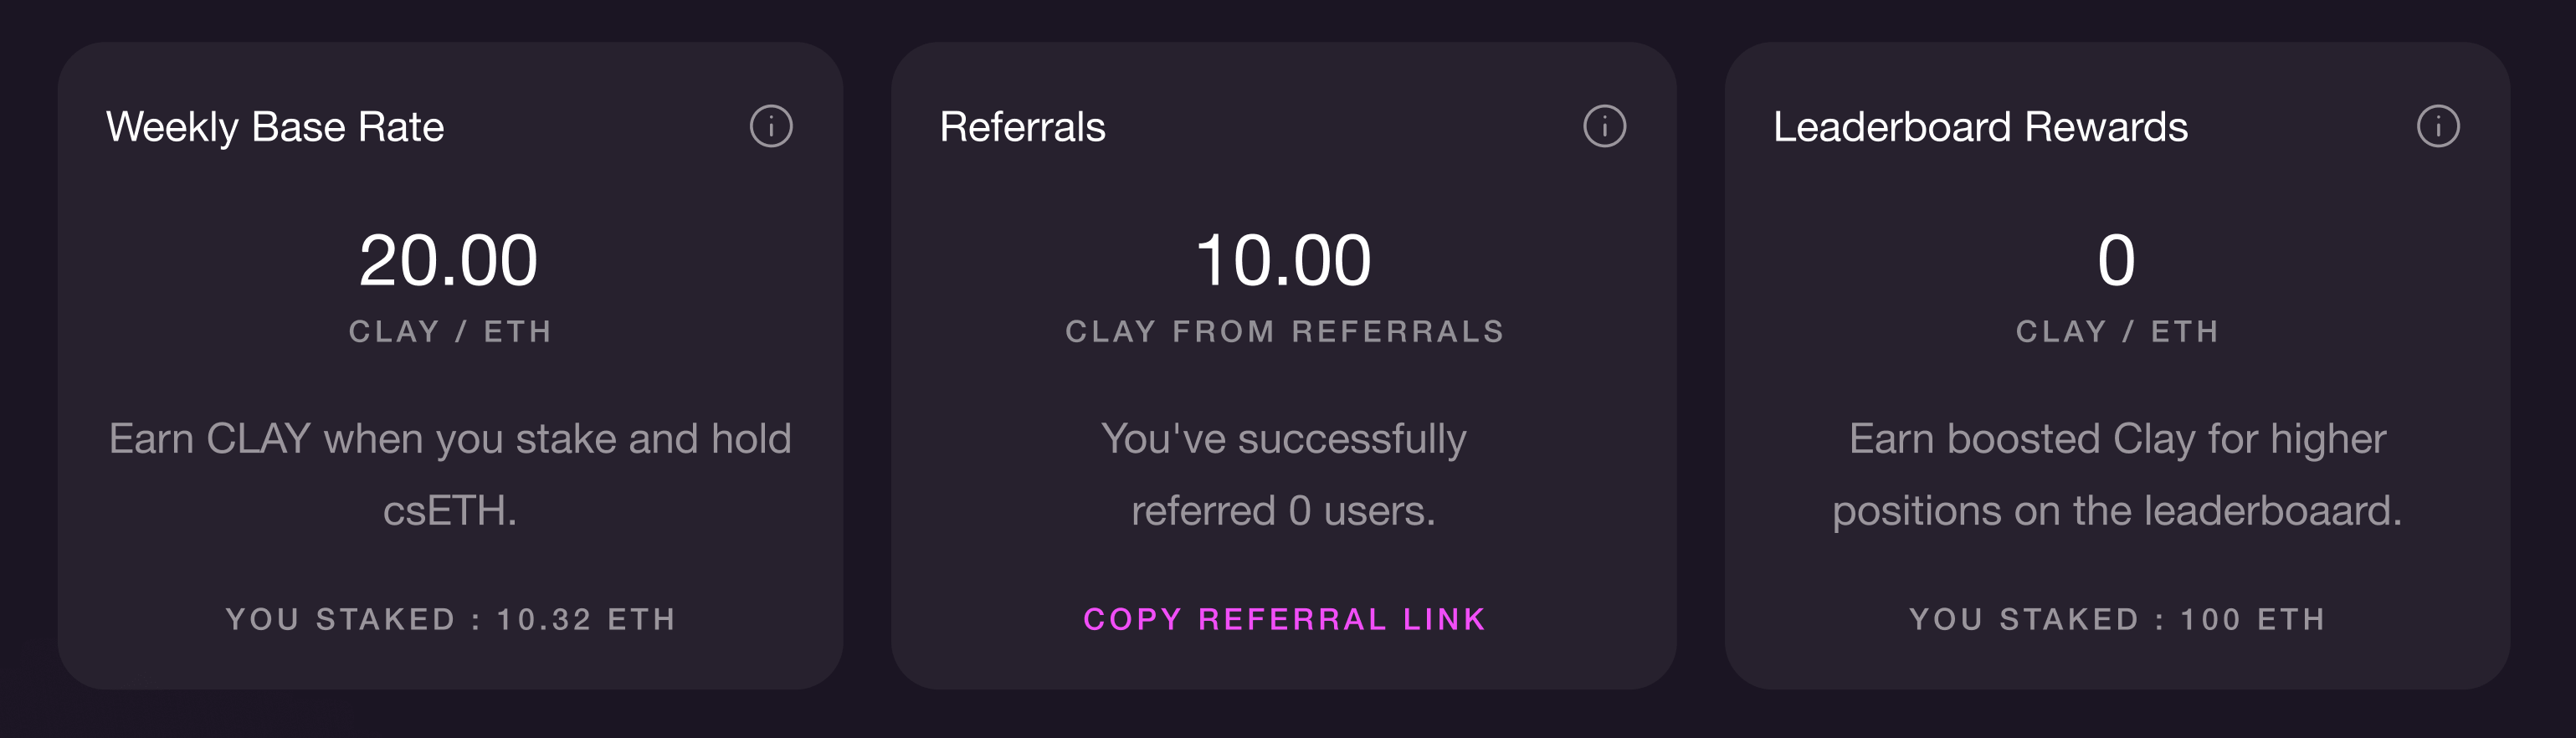 Weekly Base Rate
20.00
CLAY / ETH
Earn CLAY when you stake and hold
csETH.
YOU STAKED : 10.32 ETH
Referrals
10.00
CLAY FROM REFERRALS
You've successfully
referred 0 users.
COPY REFERRAL LINK
Leaderboard Rewards
0
CLAY / ETH
Earn boosted Clay for higher
positions on the leaderboaard.
YOU STAKED : 100 ETH